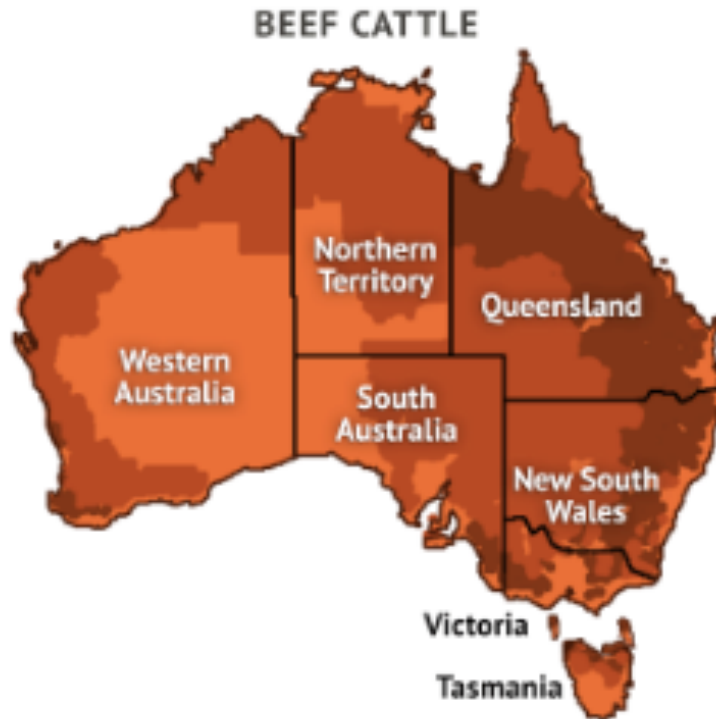 BEEF CATTLE
Northern
Territory
Queensland
Western
Australia
South
Australia
New South
Wales
Victoria
Tasmania